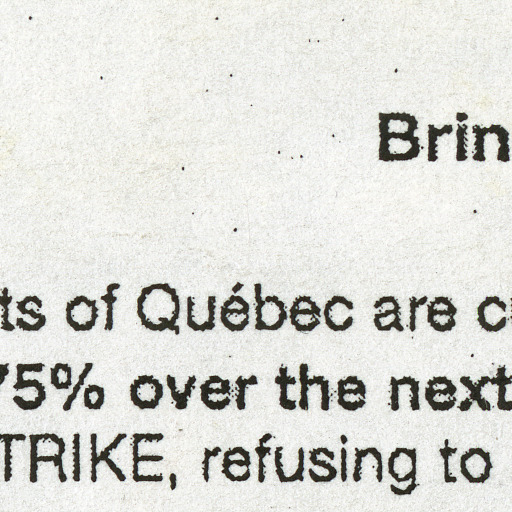 Brin
ts of Québec are c
75% over the next
TRIKE, refusing to